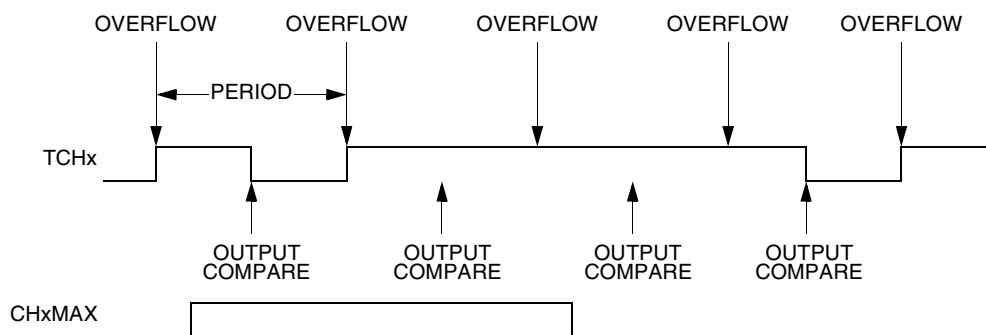 OVERFLOW OVERFLOW OVERFLOW OVERFLOW OVERFLOW
PERIOD
TCHx
OUTPUT OUTPUT OUTPUT OUTPUT
COMPARE COMPARE COMPARE COMPARE
CHxMAX